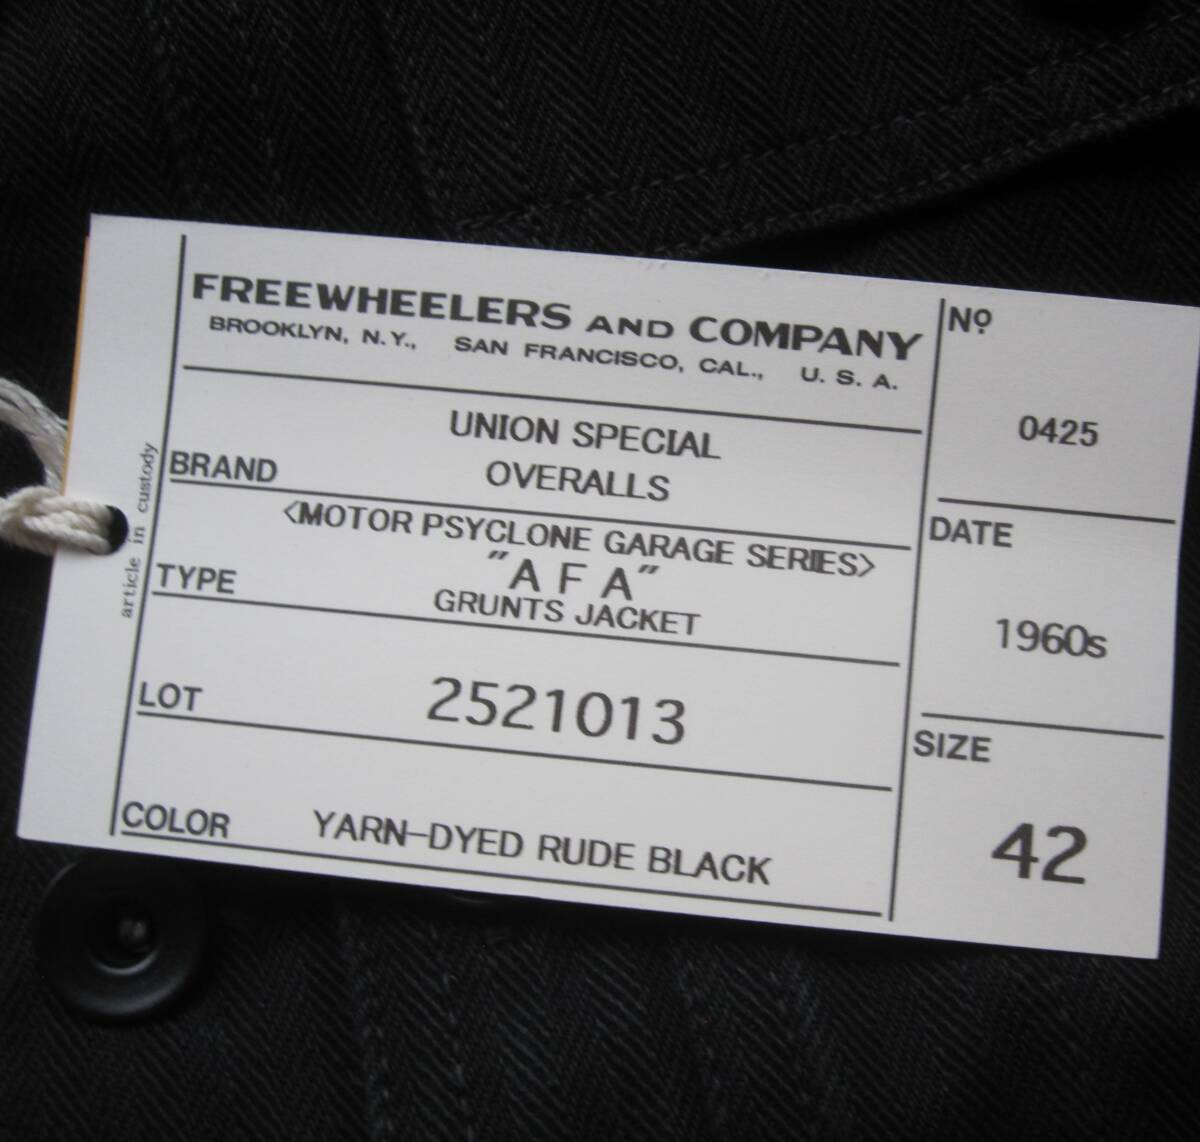 FREEWHEELERS AND COMPANY
BROOKLYN, N.Y., SAN FRANCISCO, CAL., U. S. A.
BRAND
UNION SPECIAL
OVERALLS
TYPE
<MOTOR PSYCLONE GARAGE SERIES>
"A F A"
GRUNTS JACKET
LOT
2521013
COLOR
YARN-DYED RUDE BLACK
Nº
0425
DATE
1960s
SIZE
42
article in custody